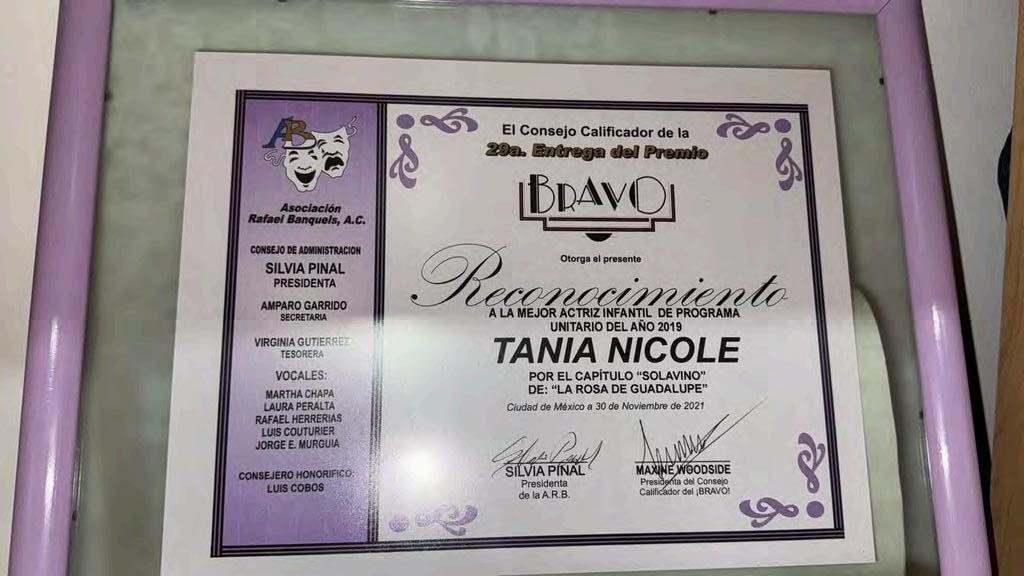 AB
Asociación
Rafael Banquels, A.C.
CONSEJO DE ADMINISTRACION
SILVIA PINAL
PRESIDENTA
AMPARO GARRIDO
SECRETARIA
VIRGINIA GUTIERREZ
TESORERA
VOCALES:
MARTHA CHAPA
LAURA PERALTA
RAFAEL HERRERIAS
LUIS COUTURIER
JORGE E. MURGUIA
CONSEJERO HONORIFICO:
LUIS COBOS
El Consejo Calificador de la
29a. Entrega del Premio
BRAVO
Otorga el presente
Reconocimiento
A LA MEJOR ACTRIZ INFANTIL DE PROGRAMA
UNITARIO DEL AÑO 2019
TANIA NICOLE
POR EL CAPÍTULO “SOLAVINO”
DE: “LA ROSA DE GUADALUPE”
Ciudad de México a 30 de Noviembre de 2021
SILVIA PINAL
Presidenta
de la A.R.B.
MAXINE WOODSIDE
Presidenta del Consejo
Calificador del ¡BRAVO!